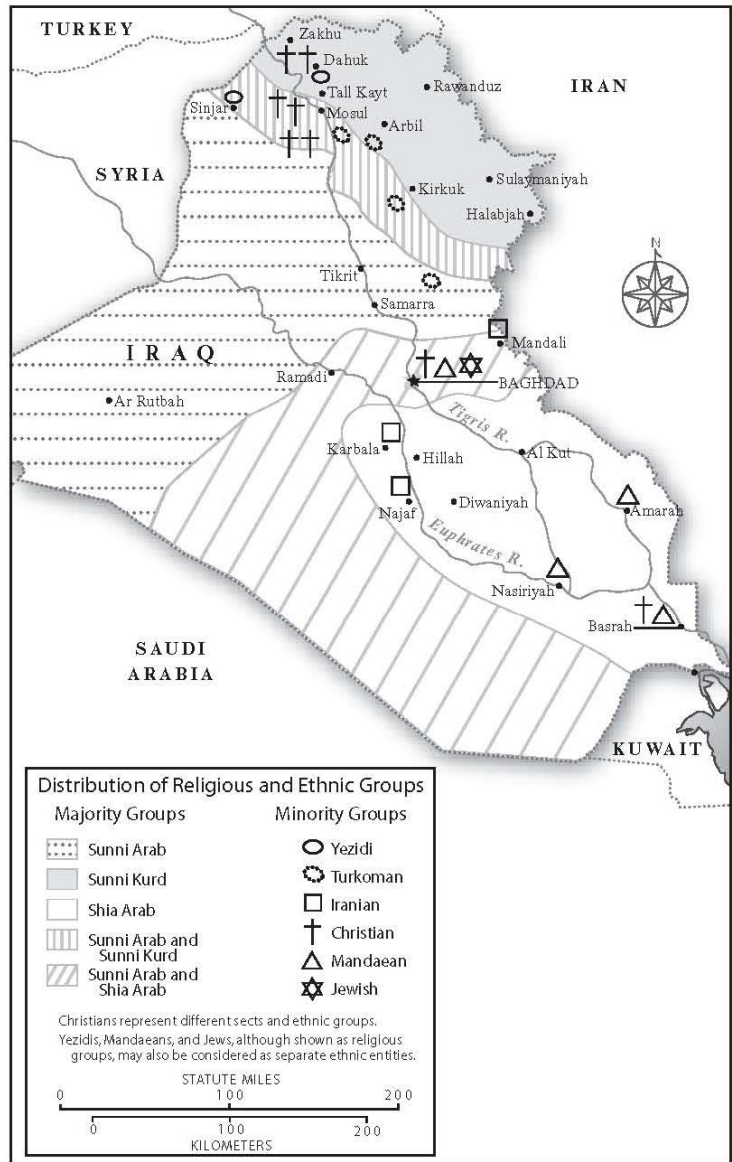 TURKEY
Zakhu
Dahuk
IRAN
Tall Kayt
Rawanduz
Sinjar
Mosul
Arbil
SYRIA
Sulaymaniyah
Kirkuk
Halabjah
N
Tikrit
Samarra
IRAQ
Mandali
Ramadi
BAGHDAD
Ar Rutbah
Tigris R.
Karbala
Hillah
Al Kut
Najaf
Diwaniyah
Amarah
Euphrates R.
Nasiriyah
Basrah
SAUDI
ARABIA
KUWAIT
Distribution of Religious and Ethnic Groups
Majority Groups
Sunni Arab
Sunni Kurd
Shia Arab
Sunni Arab and
Sunni Kurd
Sunni Arab and
Shia Arab
Minority Groups
Yezidi
Turkoman
Iranian
Christian
Mandaean
Jewish
Christians represent different sects and ethnic groups.
Yezidis, Mandaeans, and Jews, although shown as religious
groups, may also be considered as separate ethnic entities.
STATUTE MILES
0 100 200
0 100 200
KILOMETERS